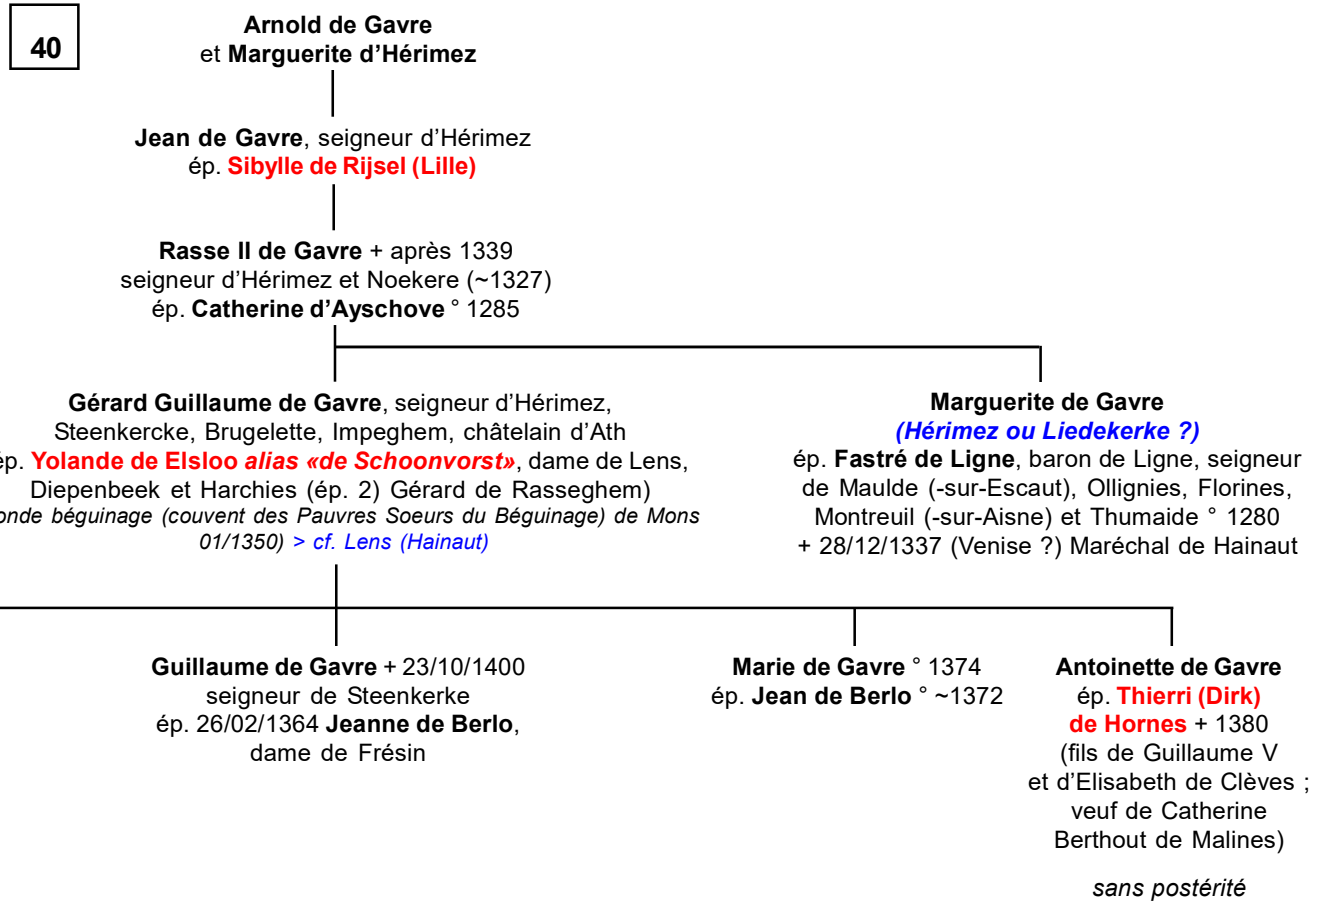 40
Arnold de Gavre
et Marguerite d’Hérimez
Jean de Gavre, seigneur d’Hérimez
ép. Sibylle de Rijsel (Lille)
Rasse II de Gavre + après 1339
seigneur d’Hérimez et Noekere (~1327)
ép. Catherine d’Ayschove ° 1285
Gérard Guillaume de Gavre, seigneur d’Hérimez,
Steenkercke, Brugelette, Impeghem, châtelain d’Ath
ép. Yolande de Elsloo alias «de Schoonvorst», dame de Lens,
Diepenbeek et Harchies (ép. 2) Gérard de Rasseghem)
onde béguinage (couvent des Pauvres Soeurs du Béguinage) de Mons
01/1350) > cf. Lens (Hainaut)
Marguerite de Gavre
(Hérimez ou Liedekerke ?)
ép. Fastré de Ligne, baron de Ligne, seigneur
de Maulde (-sur-Escaut), Ollignies, Florines,
Montreuil (-sur-Aisne) et Thumaide ° 1280
+ 28/12/1337 (Venise ?) Maréchal de Hainaut
Guillaume de Gavre + 23/10/1400
seigneur de Steenkerke
ép. 26/02/1364 Jeanne de Berlo,
dame de Frésin
Marie de Gavre ° 1374
ép. Jean de Berlo ° ~1372
Antoinette de Gavre
ép. Thierri (Dirk)
de Hornes + 1380
(fils de Guillaume V
et d’Elisabeth de Clèves ;
veuf de Catherine
Berthout de Malines)
sans postérité